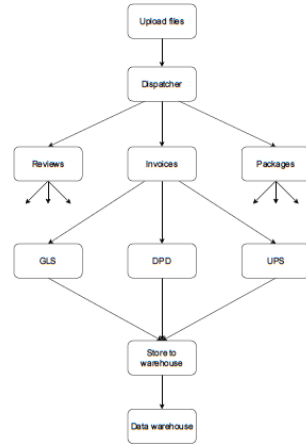 Upload files
Dispatcher
Reviews
Invoices
Packages
GLS
DPD
UPS
Store to
warehouse
Data warehouse